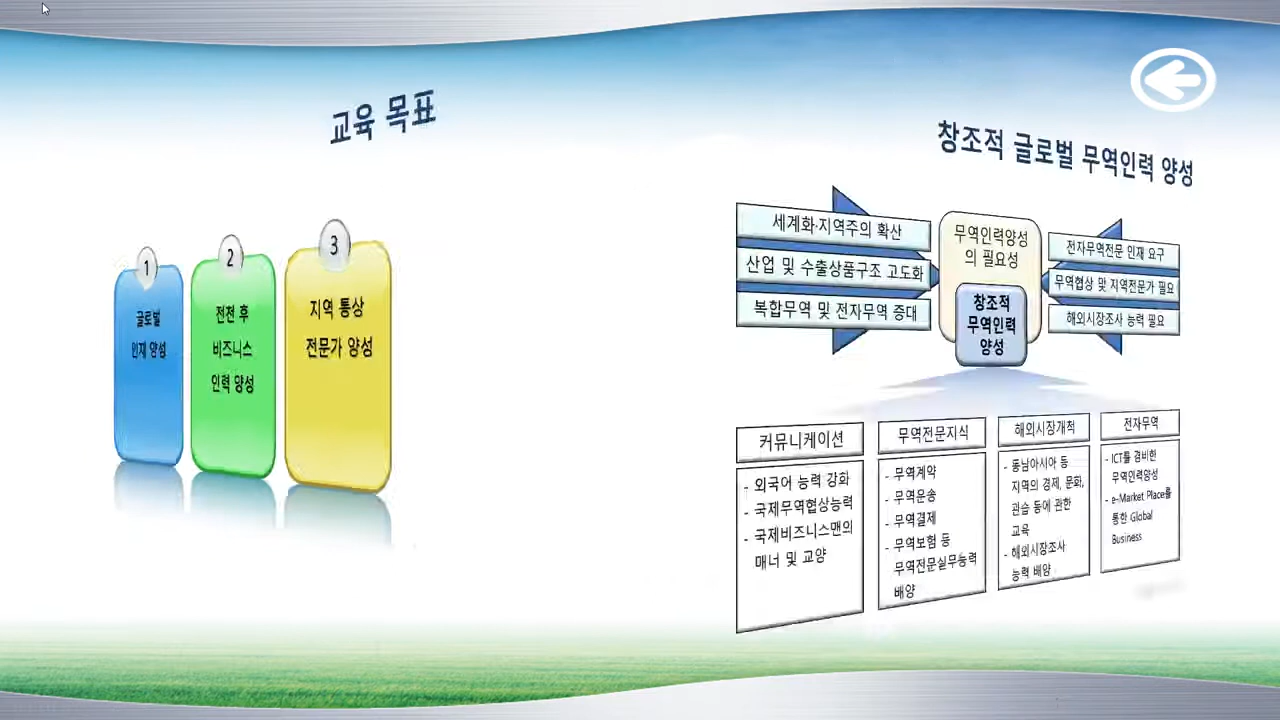 교육 목표
1
글로벌
인재 양성
2
전천 후
비즈니스
인력 양성
3
지역 통상
전문가 양성
창조적 글로벌 무역인력 양성
세계화·지역주의 확산
산업 및 수출상품구조 고도화
복합무역 및 전자무역 증대
무역인력양성
의 필요성
창조적
무역인력
양성
전자무역전문 인재 요구
무역협상 및 지역전문가 필요
해외시장조사 능력 필요
커뮤니케이션
- 외국어 능력 강화
- 국제무역협상능력
- 국제비즈니스맨의
매너 및 교양
무역전문지식
- 무역계약
- 무역운송
- 무역결제
- 무역보험 등
무역전문실무능력
배양
해외시장개척
- 동남아시아 등
지역의 경제, 문화,
관습 등에 관한
교육
- 해외시장조사
능력 배양
전자무역
- ICT를 겸비한
무역인력양성
- e-Market Place를
통한 Global
Business